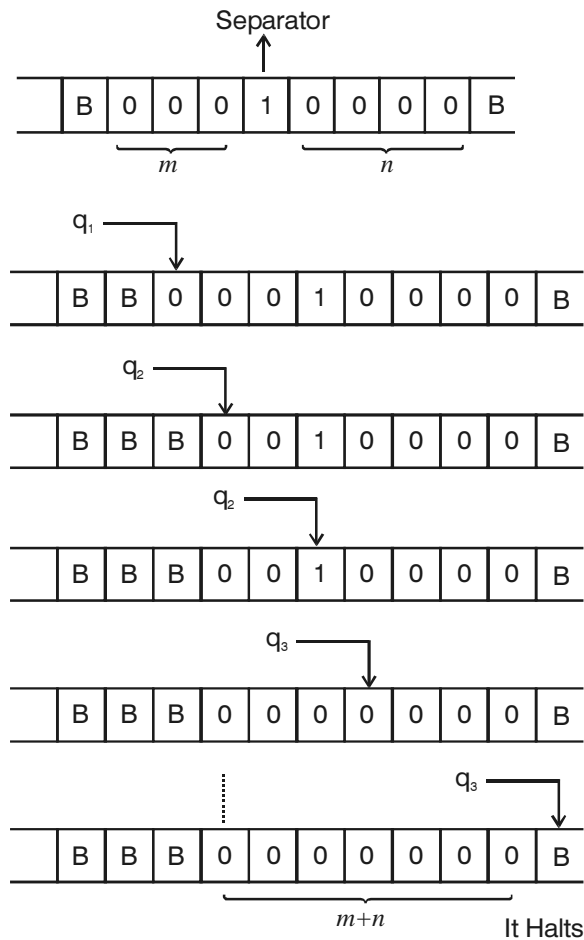 Separator
B 0 0 0 1 0 0 0 0 B
m n
q₁
B B 0 0 0 1 0 0 0 0 B
q₂
B B B 0 0 1 0 0 0 0 B
q₂
B B B 0 0 1 0 0 0 0 B
q₃
B B B 0 0 0 0 0 0 0 B
q₃
B B B 0 0 0 0 0 0 0 B
m+n
It Halts